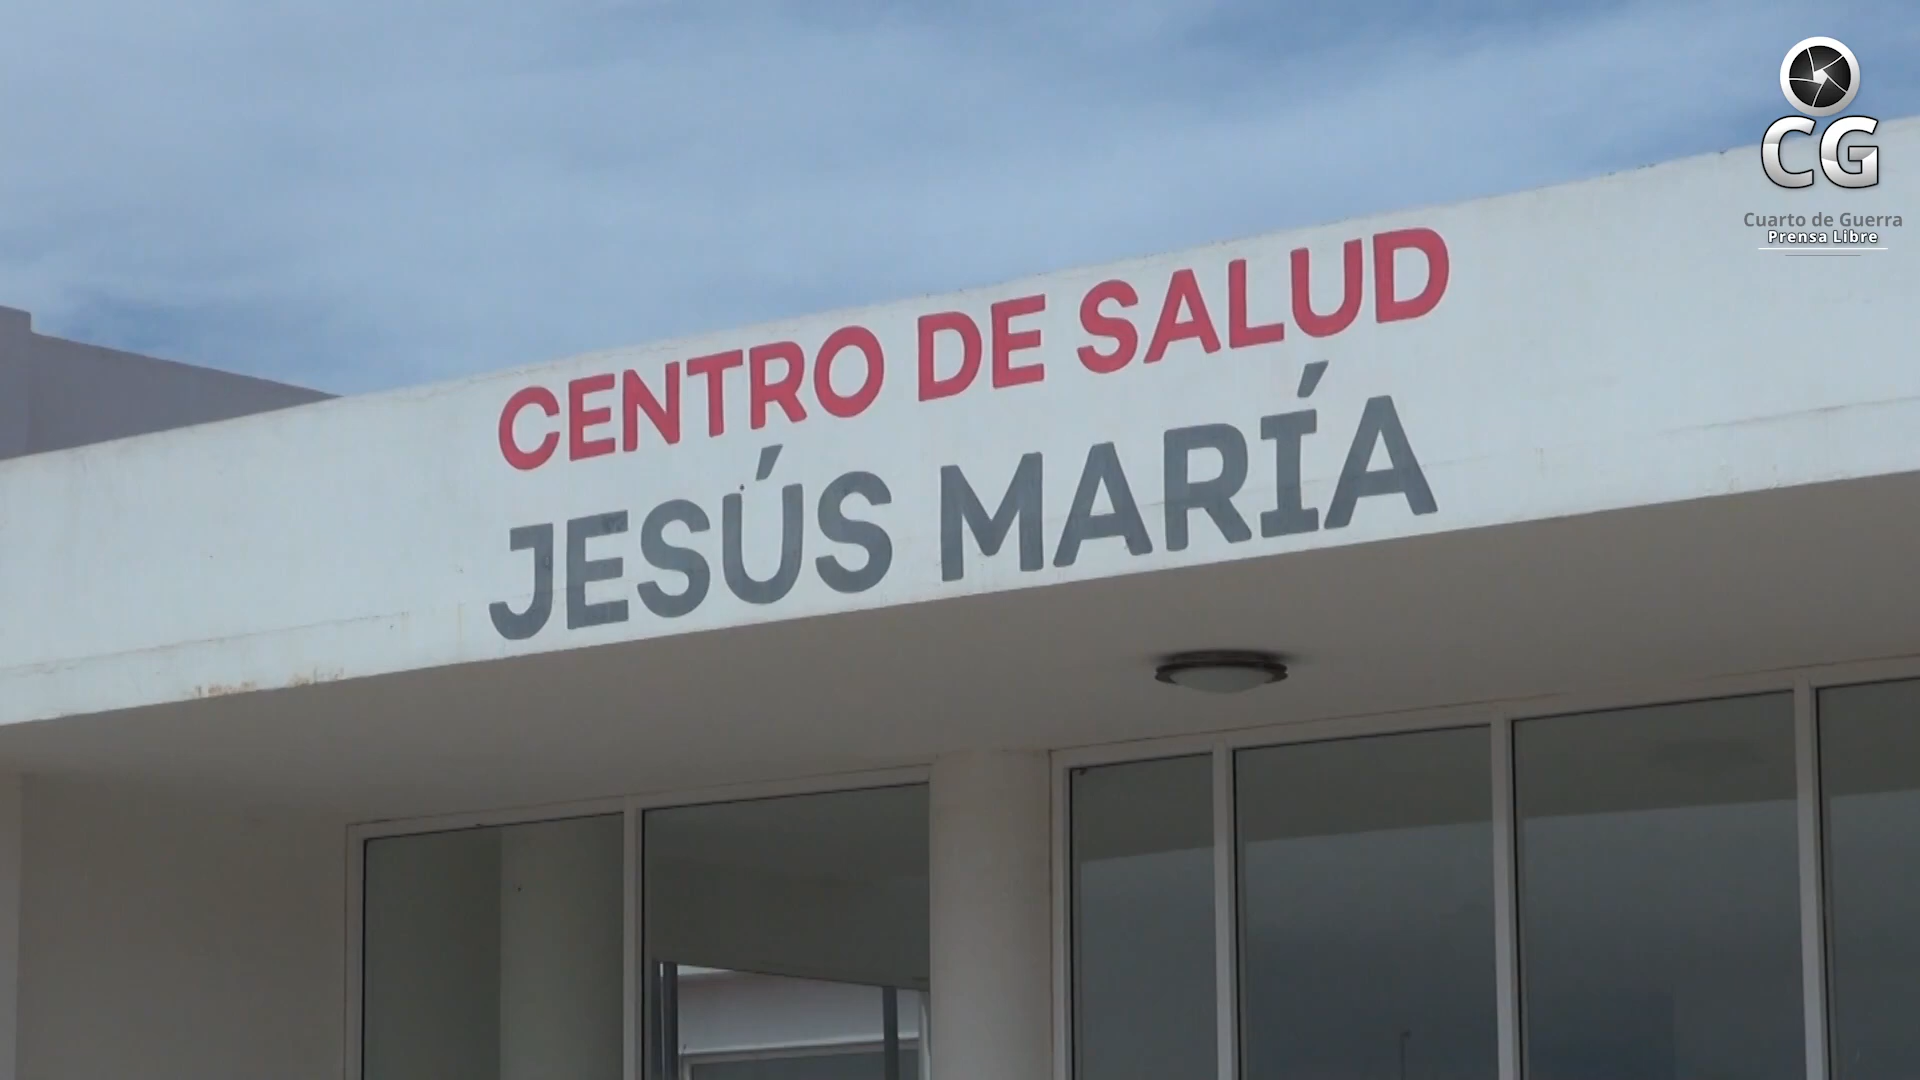 CENTRO DE SALUD
JESÚS MARÍA
CG
Cuarto de Guerra
Prensa Libre